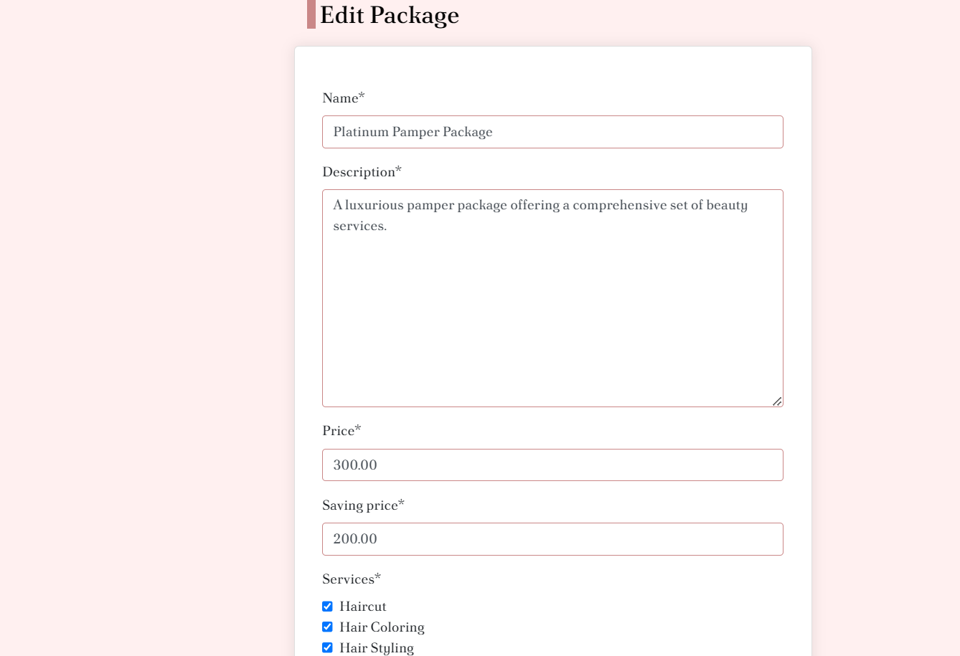 Edit Package
Name*
Platinum Pamper Package
Description*
A luxurious pamper package offering a comprehensive set of beauty
services.
Price*
300.00
Saving price*
200.00
Services*
Haircut
Hair Coloring
Hair Styling